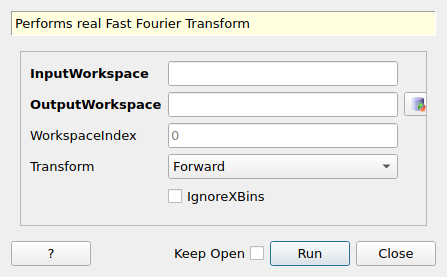 Performs real Fast Fourier Transform
InputWorkspace
OutputWorkspace
WorkspaceIndex 0
Transform Forward
IgnoreXBins
? Keep Open Run Close